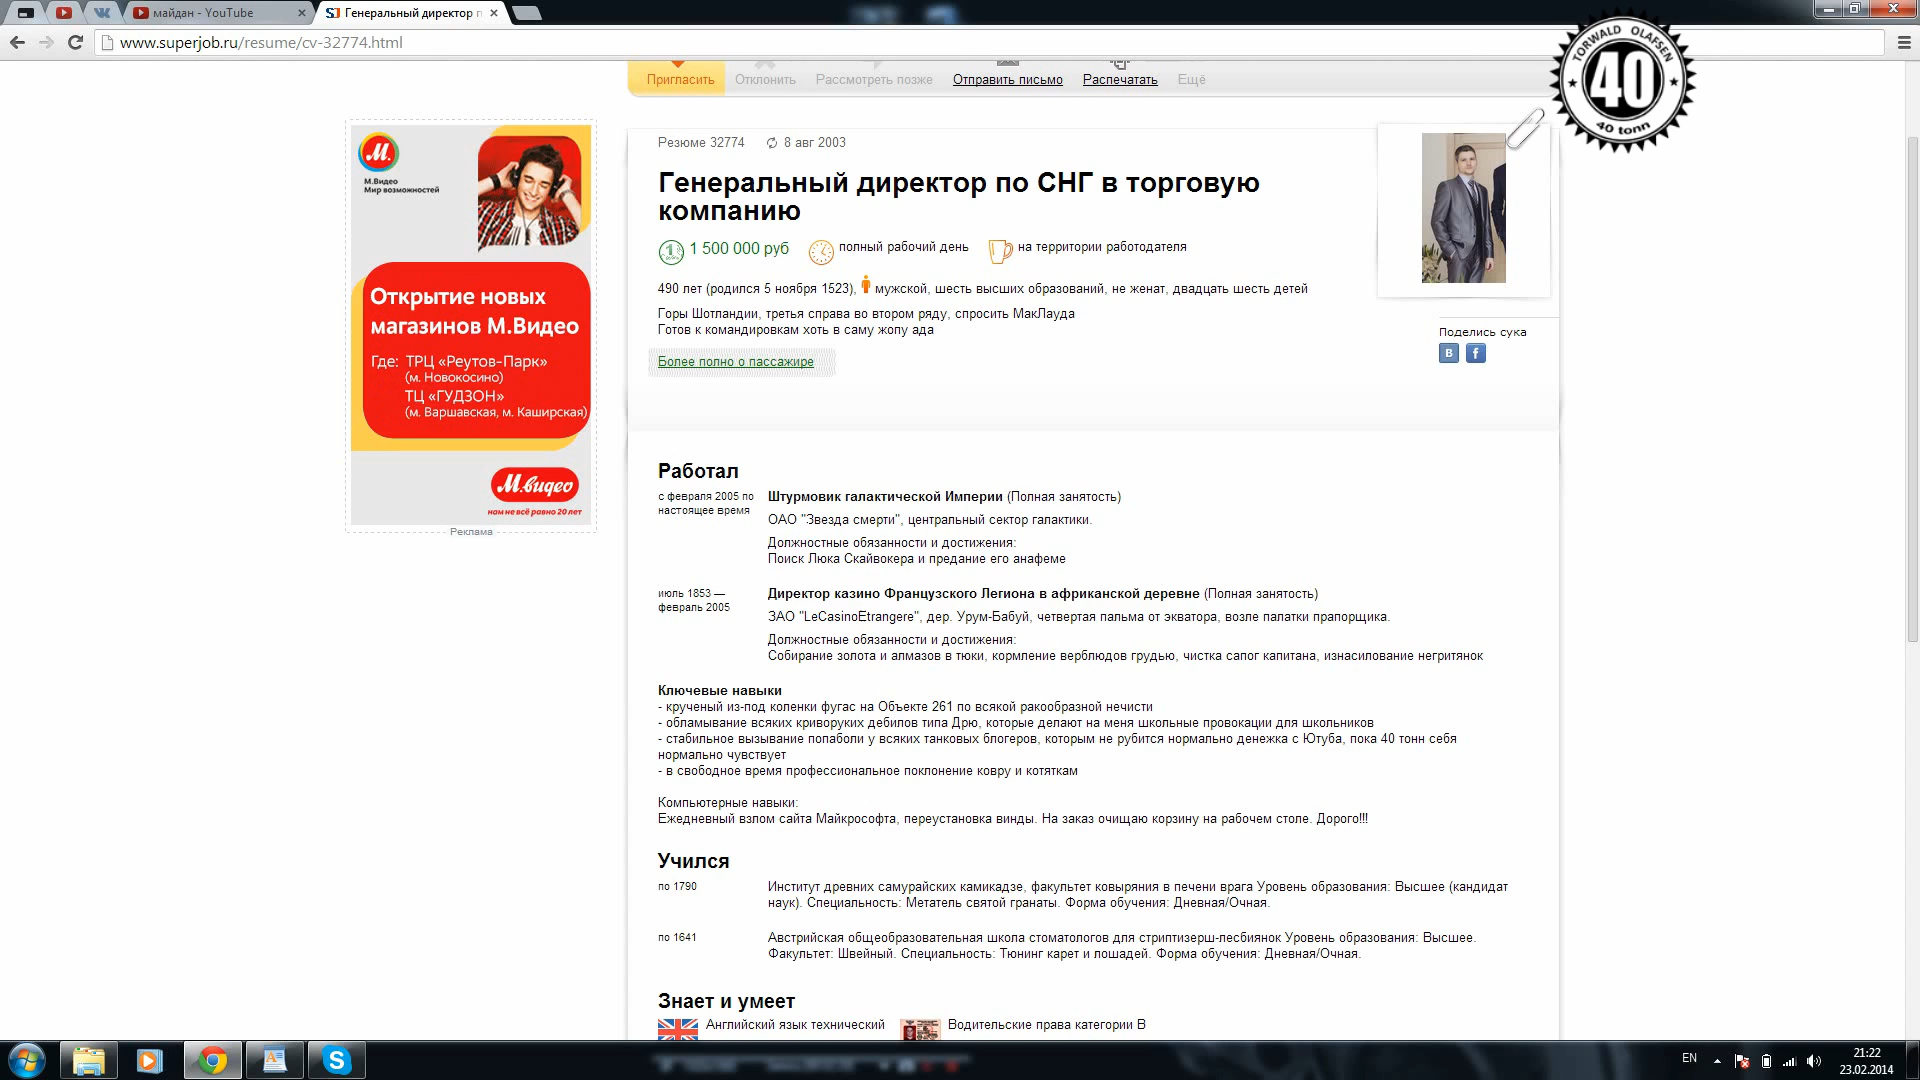 майдан - YouTube
Генеральный директор п
www.superjob.ru/resume/cv-32774.html
Пригласить Отклонить Рассмотреть позже Отправить письмо Распечатать Ещё
TORWALD OLAFSEN
40
40 tonn
М.
М.Видео
Мир возможностей
Открытие новых
магазинов М.Видео
Где: ТРЦ «Реутов-Парк»
(м. Новокосино)
ТЦ «ГУДЗОН»
(м. Варшавская, м. Каширская)
М.видео
нам не всё равно 20 лет
Реклама
Резюме 32774 8 авг 2003
Генеральный директор по СНГ в торговую
компанию
1 500 000 руб полный рабочий день на территории работодателя
490 лет (родился 5 ноября 1523), мужской, шесть высших образований, не женат, двадцать шесть детей
Горы Шотландии, третья справа во втором ряду, спросить МакЛауда
Готов к командировкам хоть в саму жопу ада
Более полно о пассажире
Поделись сука
В f
Работал
с февраля 2005 по
настоящее время
Штурмовик галактической Империи (Полная занятость)
ОАО "Звезда смерти", центральный сектор галактики.
Должностные обязанности и достижения:
Поиск Люка Скайвокера и предание его анафеме
июль 1853 —
февраль 2005
Директор казино Французского Легиона в африканской деревне (Полная занятость)
ЗАО "LeCasinoEtrangere", дер. Урум-Бабуй, четвертая пальма от экватора, возле палатки прапорщика.
Должностные обязанности и достижения:
Собирание золота и алмазов в тюки, кормление верблюдов грудью, чистка сапог капитана, изнасилование негритянок
Ключевые навыки
- крученый из-под коленки фугас на Объекте 261 по всякой ракообразной нечисти
- обламывание всяких криворуких дебилов типа Дрю, которые делают на меня школьные провокации для школьников
- стабильное вызывание попаболи у всяких танковых блогеров, которым не рубится нормально денежка с Ютуба, пока 40 тонн себя
нормально чувствует
- в свободное время профессиональное поклонение ковру и котяткам
Компьютерные навыки:
Ежедневный взлом сайта Майкрософта, переустановка винды. На заказ очищаю корзину на рабочем столе. Дорого!!!
Учился
по 1790
Институт древних самурайских камикадзе, факультет ковыряния в печени врага Уровень образования: Высшее (кандидат
наук). Специальность: Метатель святой гранаты. Форма обучения: Дневная/Очная.
по 1641
Австрийская общеобразовательная школа стоматологов для стриптизерш-лесбиянок Уровень образования: Высшее.
Факультет: Швейный. Специальность: Тюнинг карет и лошадей. Форма обучения: Дневная/Очная.
Знает и умеет
Английский язык технический Водительские права категории B
EN
21:22
23.02.2014